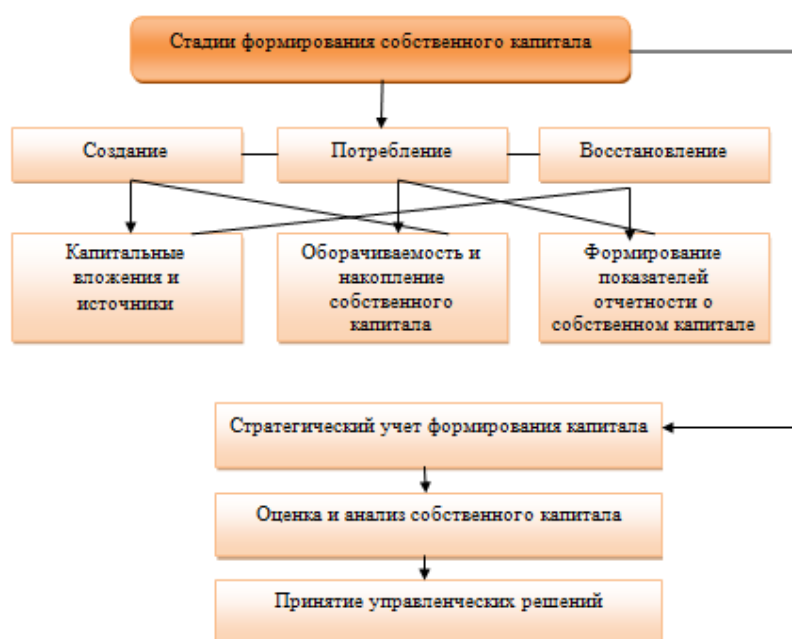 Стадии формирования собственного капитала
Создание
Потребление
Восстановление
Капитальные
вложения и
источники
Оборачиваемость и
накопление
собственного
капитала
Формирование
показателей
отчетности о
собственном капитале
Стратегический учет формирования капитала
Оценка и анализ собственного капитала
Принятие управленческих решений